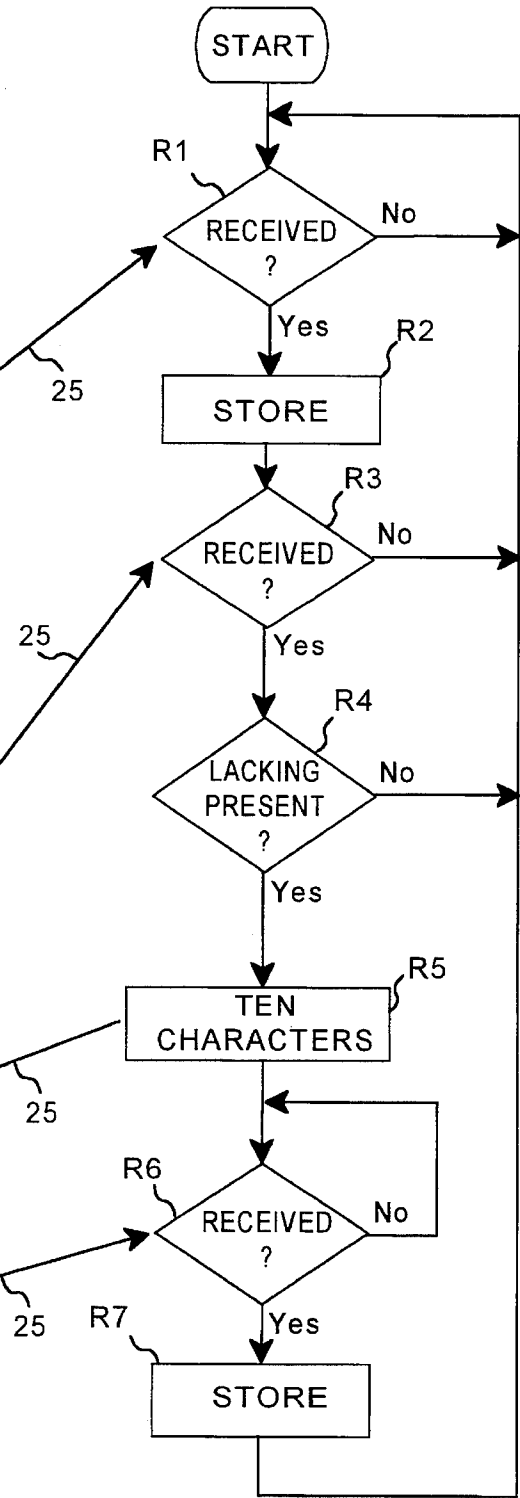 START
R1
RECEIVED
?
No
Yes
25
R2
STORE
R3
RECEIVED
?
No
25
Yes
R4
LACKING
PRESENT
?
No
Yes
R5
TEN
CHARACTERS
25
R6
RECEIVED
?
No
25
Yes
R7
STORE